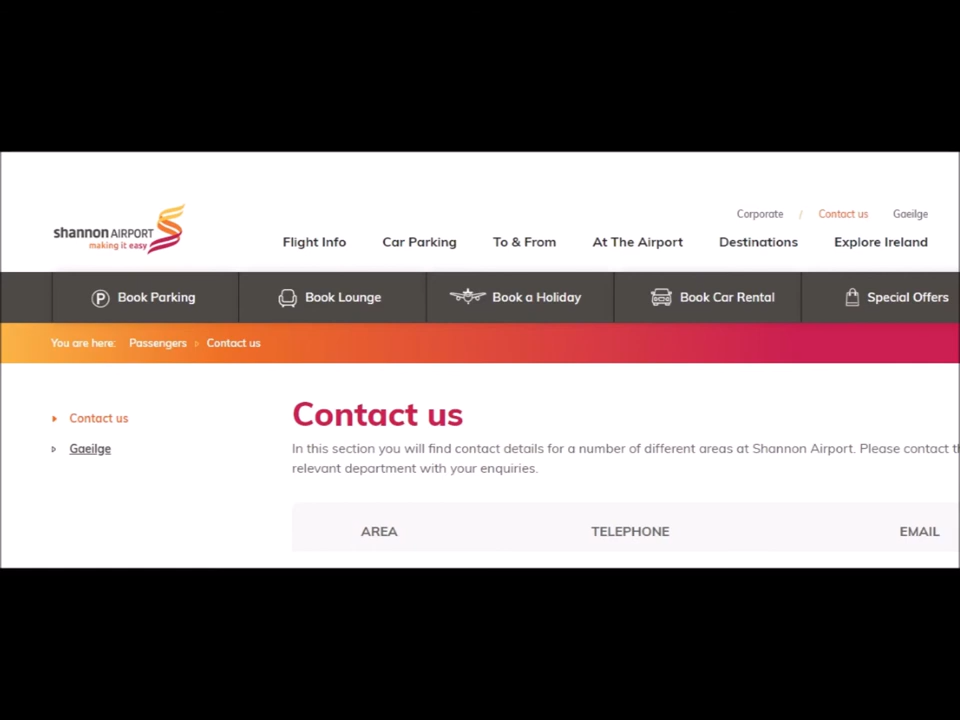 shannon AIRPORT
making it easy
Corporate / Contact us Gaeilge
Flight Info Car Parking To & From At The Airport Destinations Explore Ireland
Book Parking Book Lounge Book a Holiday Book Car Rental Special Offers
You are here: Passengers Contact us
Contact us
Gaeilge
Contact us
In this section you will find contact details for a number of different areas at Shannon Airport. Please contact
relevant department with your enquiries.
AREA TELEPHONE EMAIL